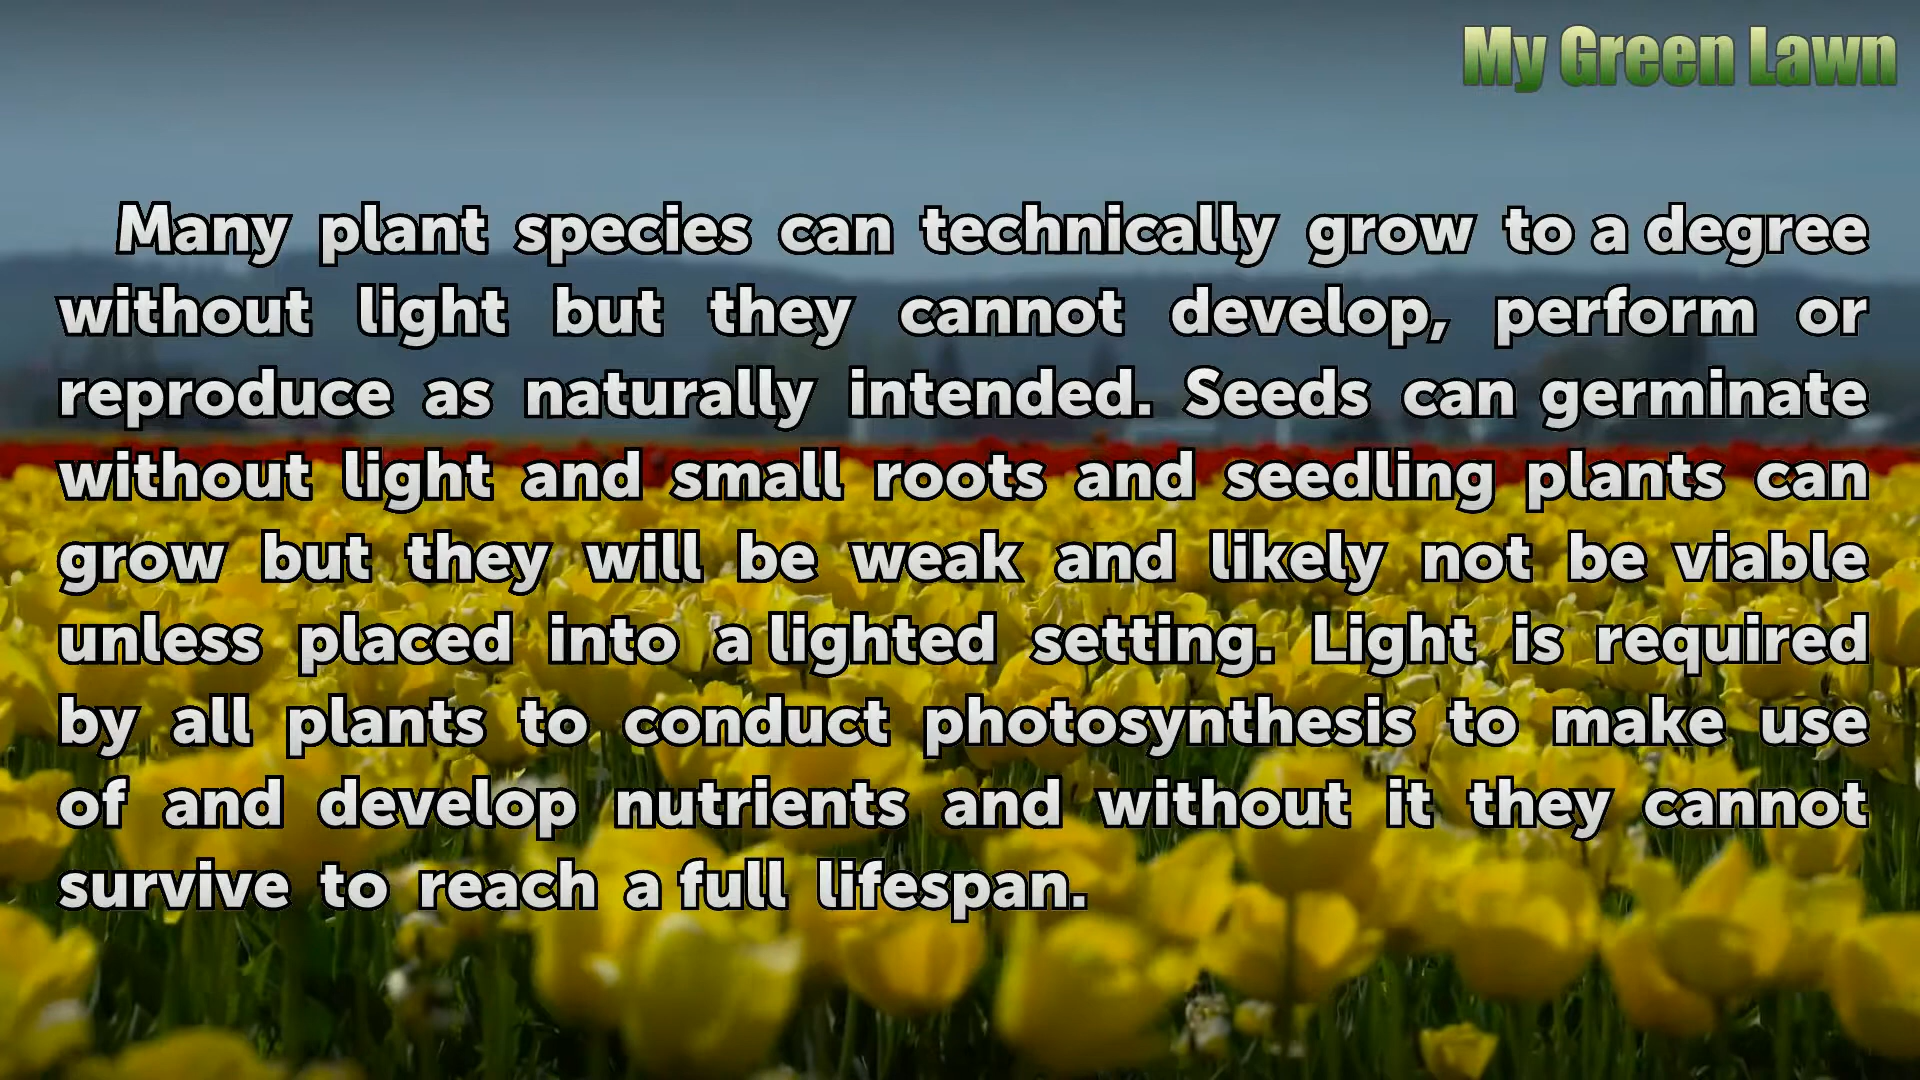 My Green Lawn
Many plant species can technically grow to a degree
without light but they cannot develop, perform or
reproduce as naturally intended. Seeds can germinate
without light and small roots and seedling plants can
grow but they will be weak and likely not be viable
unless placed into a lighted setting. Light is required
by all plants to conduct photosynthesis to make use
of and develop nutrients and without it they cannot
survive to reach a full lifespan.